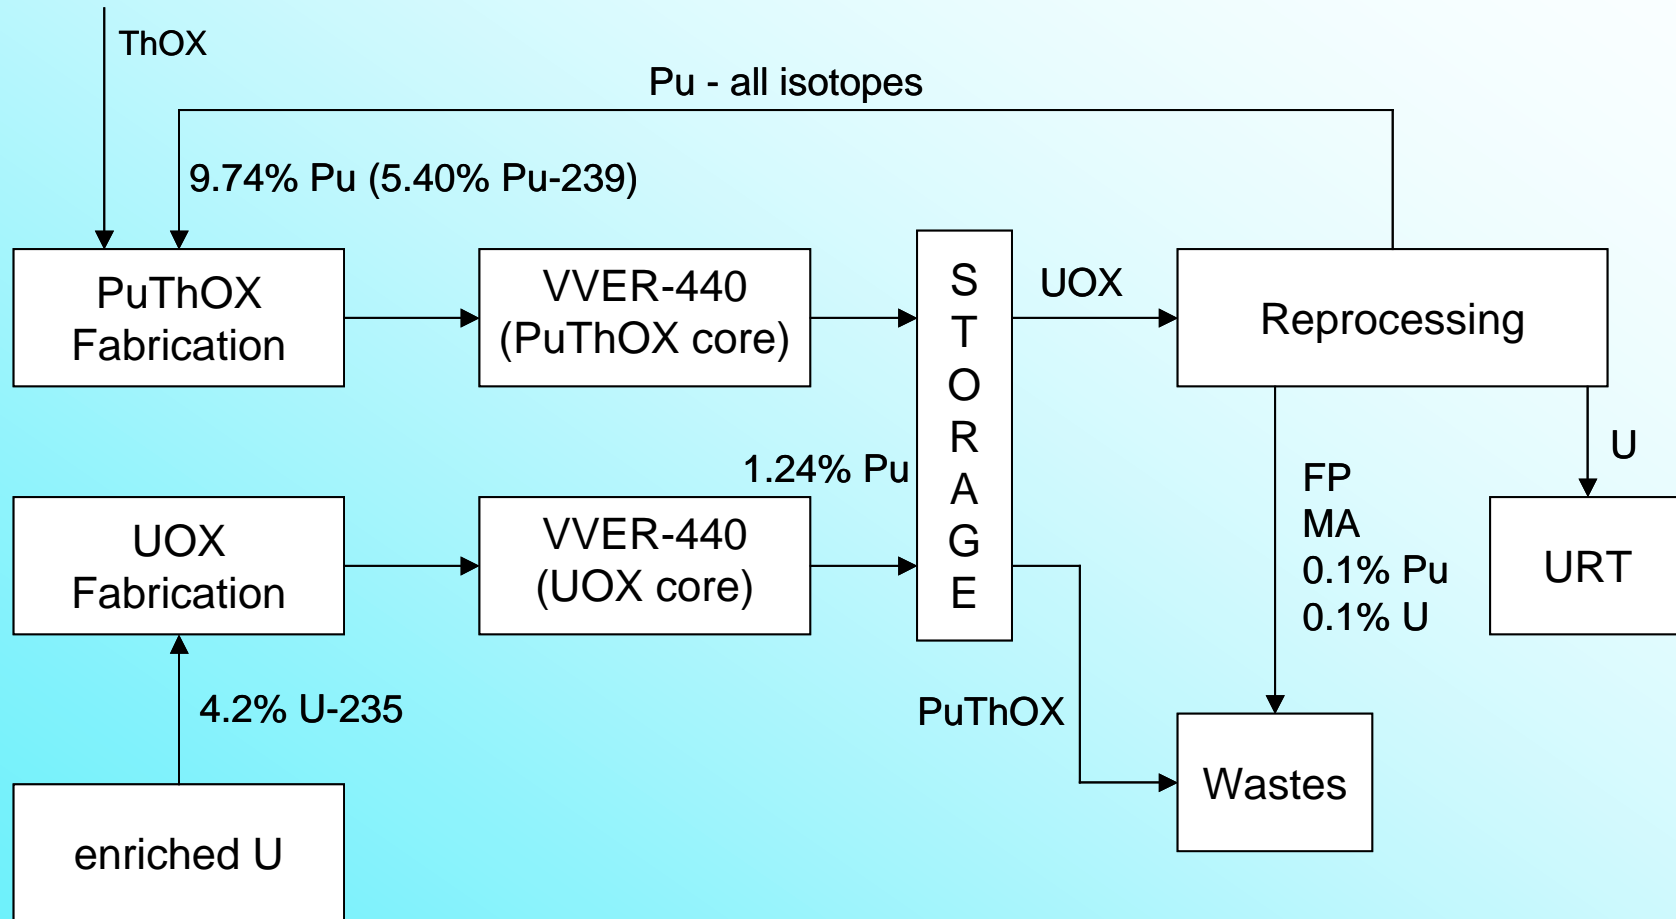 ThOX
Pu - all isotopes
9.74% Pu (5.40% Pu-239)
PuThOX
Fabrication
VVER-440
(PuThOX core)
S
T
O
R
A
G
E
UOX
Reprocessing
1.24% Pu
UOX
Fabrication
VVER-440
(UOX core)
FP
MA
0.1% Pu
0.1% U
U
URT
4.2% U-235
PuThOX
Wastes
enriched U